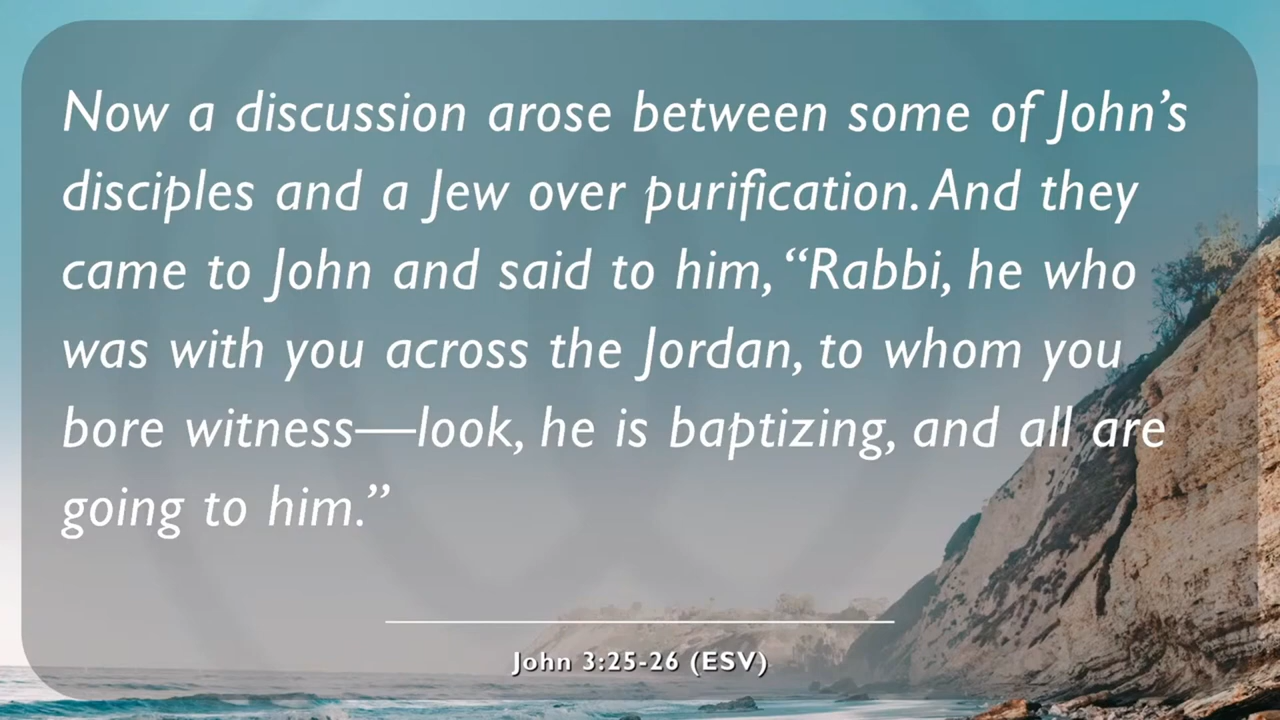 Now a discussion arose between some of John’s
disciples and a Jew over purification. And they
came to John and said to him, “Rabbi, he who
was with you across the Jordan, to whom you
bore witness—look, he is baptizing, and all are
going to him.”
John 3:25-26 (ESV)